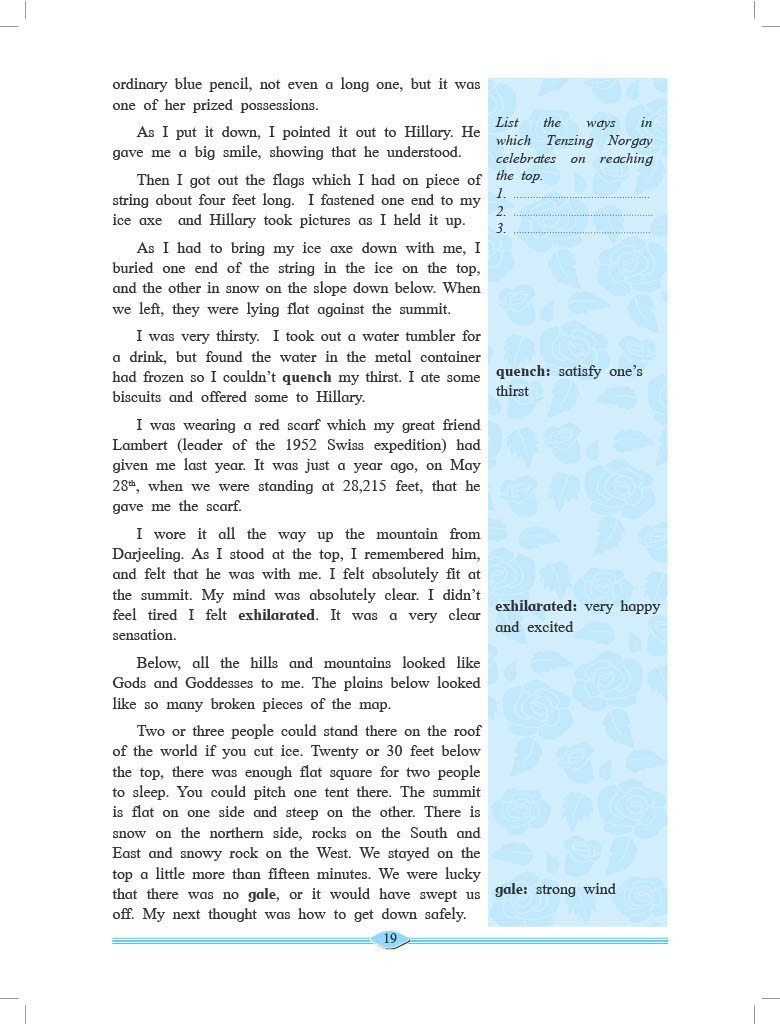 ordinary blue pencil, not even a long one, but it was
one of her prized possessions.
As I put it down, I pointed it out to Hillary. He
gave me a big smile, showing that he understood.
Then I got out the flags which I had on piece of
string about four feet long. I fastened one end to my
ice axe and Hillary took pictures as I held it up.
As I had to bring my ice axe down with me, I
buried one end of the string in the ice on the top,
and the other in snow on the slope down below. When
we left, they were lying flat against the summit.
I was very thirsty. I took out a water tumbler for
a drink, but found the water in the metal container
had frozen so I couldn’t quench my thirst. I ate some
biscuits and offered some to Hillary.
I was wearing a red scarf which my great friend
Lambert (leader of the 1952 Swiss expedition) had
given me last year. It was just a year ago, on May
28th, when we were standing at 28,215 feet, that he
gave me the scarf.
I wore it all the way up the mountain from
Darjeeling. As I stood at the top, I remembered him,
and felt that he was with me. I felt absolutely fit at
the summit. My mind was absolutely clear. I didn’t
feel tired I felt exhilarated. It was a very clear
sensation.
Below, all the hills and mountains looked like
Gods and Goddesses to me. The plains below looked
like so many broken pieces of the map.
Two or three people could stand there on the roof
of the world if you cut ice. Twenty or 30 feet below
the top, there was enough flat square for two people
to sleep. You could pitch one tent there. The summit
is flat on one side and steep on the other. There is
snow on the northern side, rocks on the South and
East and snowy rock on the West. We stayed on the
top a little more than fifteen minutes. We were lucky
that there was no gale, or it would have swept us
off. My next thought was how to get down safely.
List the ways in
which Tenzing Norgay
celebrates on reaching
the top.
1. ................................................
2. ................................................
3. ................................................
quench: satisfy one’s
thirst
exhilarated: very happy
and excited
gale: strong wind
19